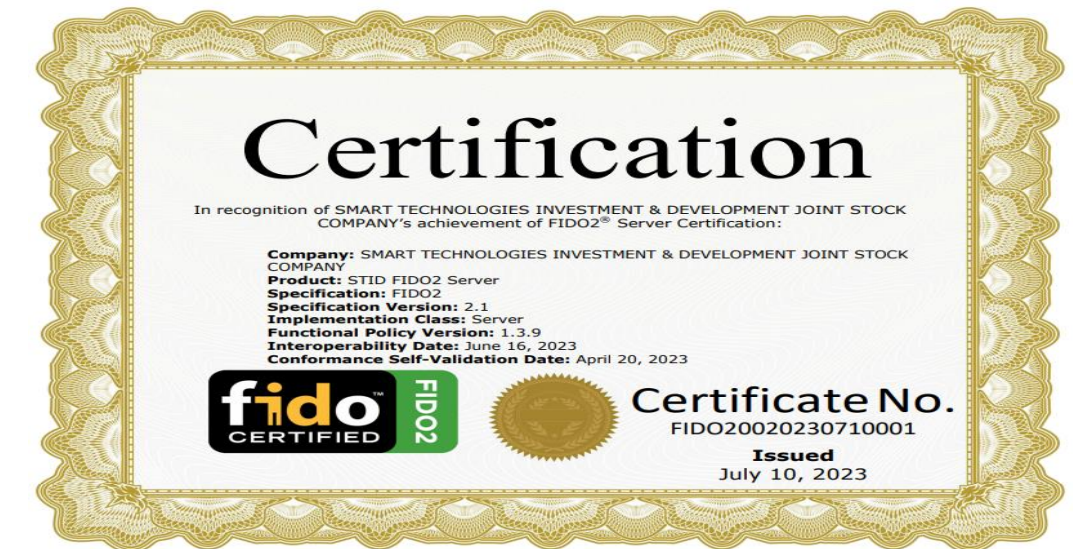 Certification
In recognition of SMART TECHNOLOGIES INVESTMENT & DEVELOPMENT JOINT STOCK
COMPANY's achievement of FIDO2® Server Certification:
Company: SMART TECHNOLOGIES INVESTMENT & DEVELOPMENT JOINT STOCK
COMPANY
Product: STID FIDO2 Server
Specification: FIDO2
Specification Version: 2.1
Implementation Class: Server
Functional Policy Version: 1.3.9
Interoperability Date: June 16, 2023
Conformance Self-Validation Date: April 20, 2023
fido™
CERTIFIED
FIDO2
Certificate No.
FIDO20020230710001
Issued
July 10, 2023